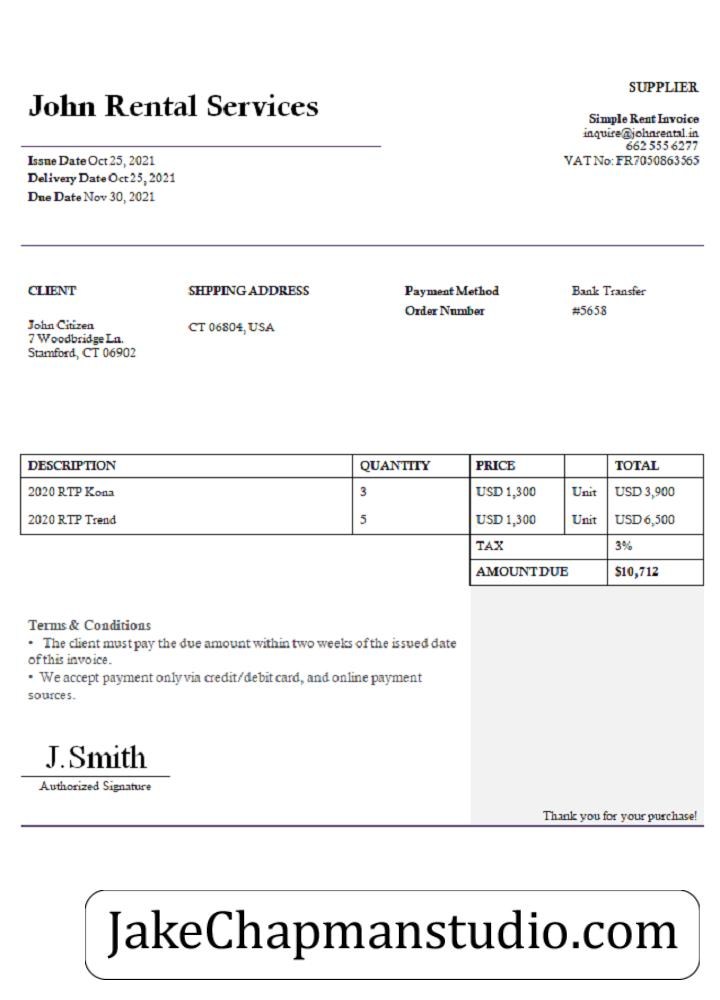 SUPPLIER
John Rental Services
Simple Rent Invoice
inquire@johnrental.in
662 555 6277
VAT No: FR7050863565
Issue Date Oct 25, 2021
Delivery Date Oct 25, 2021
Due Date Nov 30, 2021
CLIENT SHPPING ADDRESS Payment Method Bank Transfer
Order Number #5658
John Citizen
7 Woodbridge Ln.
Stamford, CT 06902
CT 06804, USA
DESCRIPTION QUANTITY PRICE TOTAL
2020 RTP Kona 3 USD 1,300 Unit USD 3,900
2020 RTP Trend 5 USD 1,300 Unit USD 6,500
TAX 3%
AMOUNT DUE $10,712
Terms & Conditions
• The client must pay the due amount within two weeks of the issued date
of this invoice.
• We accept payment only via credit/debit card, and online payment
sources.
J. Smith
Authorized Signature
Thank you for your purchase!
JakeChapmanstudio.com